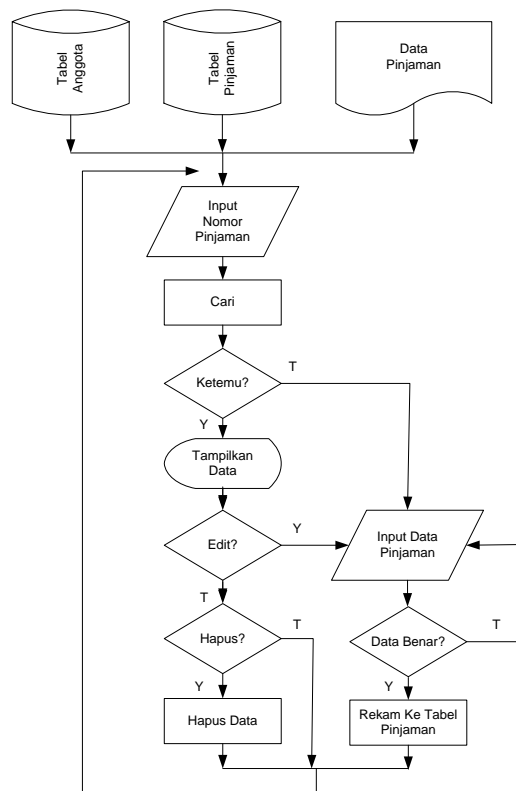 Tabel
Anggota
Tabel
Pinjaman
Data
Pinjaman
Input
Nomor
Pinjaman
Cari
Ketemu?
T
Y
Tampilkan
Data
Edit?
Y
Input Data
Pinjaman
T
Hapus?
T
Data Benar?
T
Y
Y
Hapus Data
Rekam Ke Tabel
Pinjaman